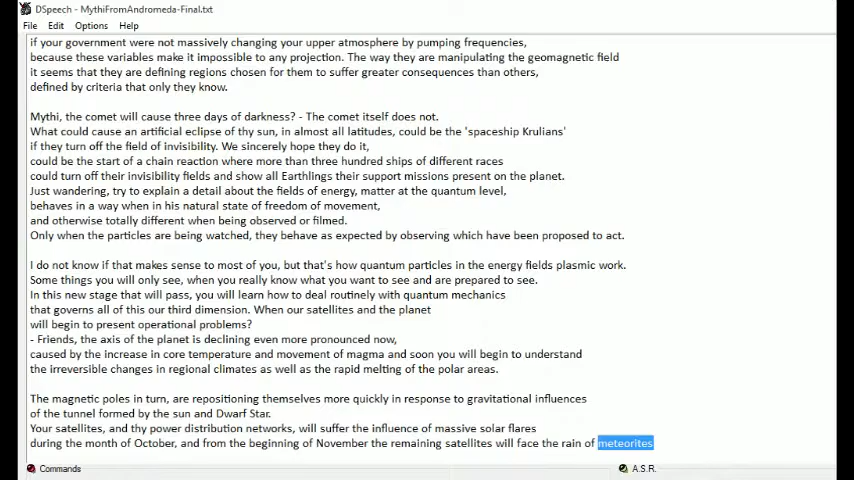 DSpeech - MythiFromAndromeda-Final.txt
File Edit Options Help
if your government were not massively changing your upper atmosphere by pumping frequencies,
because these variables make it impossible to any projection. The way they are manipulating the geomagnetic field
it seems that they are defining regions chosen for them to suffer greater consequences than others,
defined by criteria that only they know.
Mythi, the comet will cause three days of darkness? - The comet itself does not.
What could cause an artificial eclipse of thy sun, in almost all latitudes, could be the 'spaceship Krulians'
if they turn off the field of invisibility. We sincerely hope they do it,
could be the start of a chain reaction where more than three hundred ships of different races
could turn off their invisibility fields and show all Earthlings their support missions present on the planet.
Just wandering, try to explain a detail about the fields of energy, matter at the quantum level,
behaves in a way when in his natural state of freedom of movement,
and otherwise totally different when being observed or filmed.
Only when the particles are being watched, they behave as expected by observing which have been proposed to act.
I do not know if that makes sense to most of you, but that's how quantum particles in the energy fields plasmic work.
Some things you will only see, when you really know what you want to see and are prepared to see.
In this new stage that will pass, you will learn how to deal routinely with quantum mechanics
that governs all of this our third dimension. When our satellites and the planet
will begin to present operational problems?
- Friends, the axis of the planet is declining even more pronounced now,
caused by the increase in core temperature and movement of magma and soon you will begin to understand
the irreversible changes in regional climates as well as the rapid melting of the polar areas.
The magnetic poles in turn, are repositioning themselves more quickly in response to gravitational influences
of the tunnel formed by the sun and Dwarf Star.
Your satellites, and thy power distribution networks, will suffer the influence of massive solar flares
during the month of October, and from the beginning of November the remaining satellites will face the rain of meteorites
Commands A.S.R.